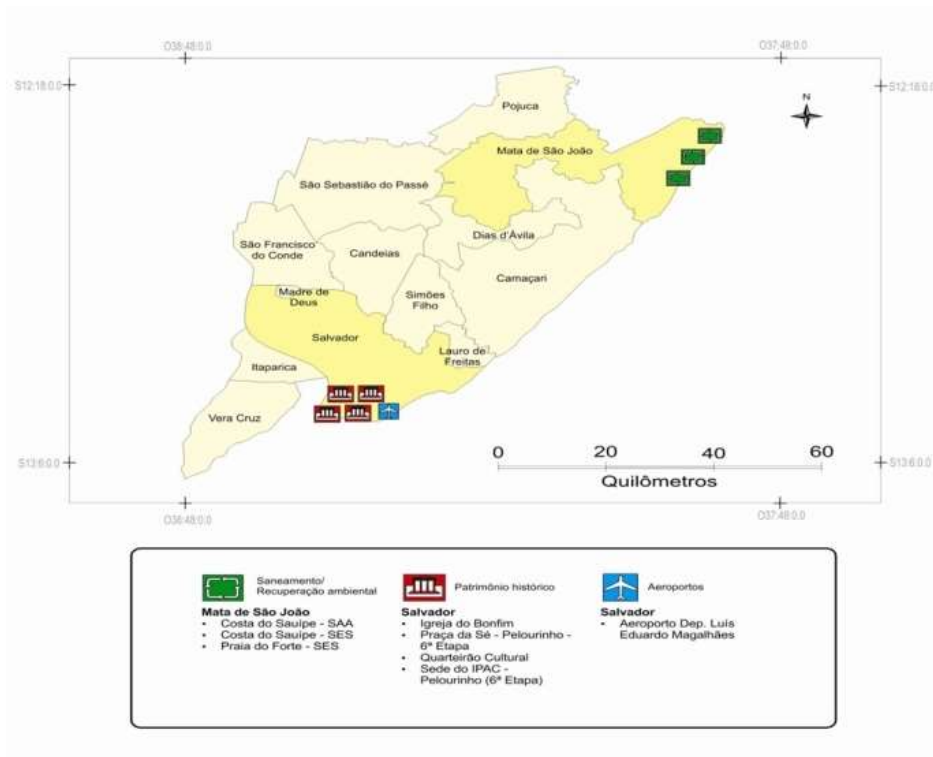 O38:48:0.0
O37:48:0.0
S12:18:0.0
S12:18:0.0
N
Pojuca
Mata de São João
São Sebastião do Passé
Dias d'Ávila
São Francisco
do Conde
Candeias
Camaçari
Madre de
Deus
Simões
Filho
Salvador
Lauro de
Freitas
Itaparica
Vera Cruz
0 20 40 60
Quilômetros
S13:6:0.0
S13:6:0.0
O38:48:0.0
O37:48:0.0
Saneamento/
Recuperação ambiental
Mata de São João
• Costa do Sauípe - SAA
• Costa do Sauípe - SES
• Praia do Forte - SES
Patrimônio histórico
Salvador
• Igreja do Bonfim
• Praça da Sé - Pelourinho -
6ª Etapa
• Quarteirão Cultural
• Sede do IPAC -
Pelourinho (6ª Etapa)
Aeroportos
Salvador
• Aeroporto Dep. Luís
Eduardo Magalhães